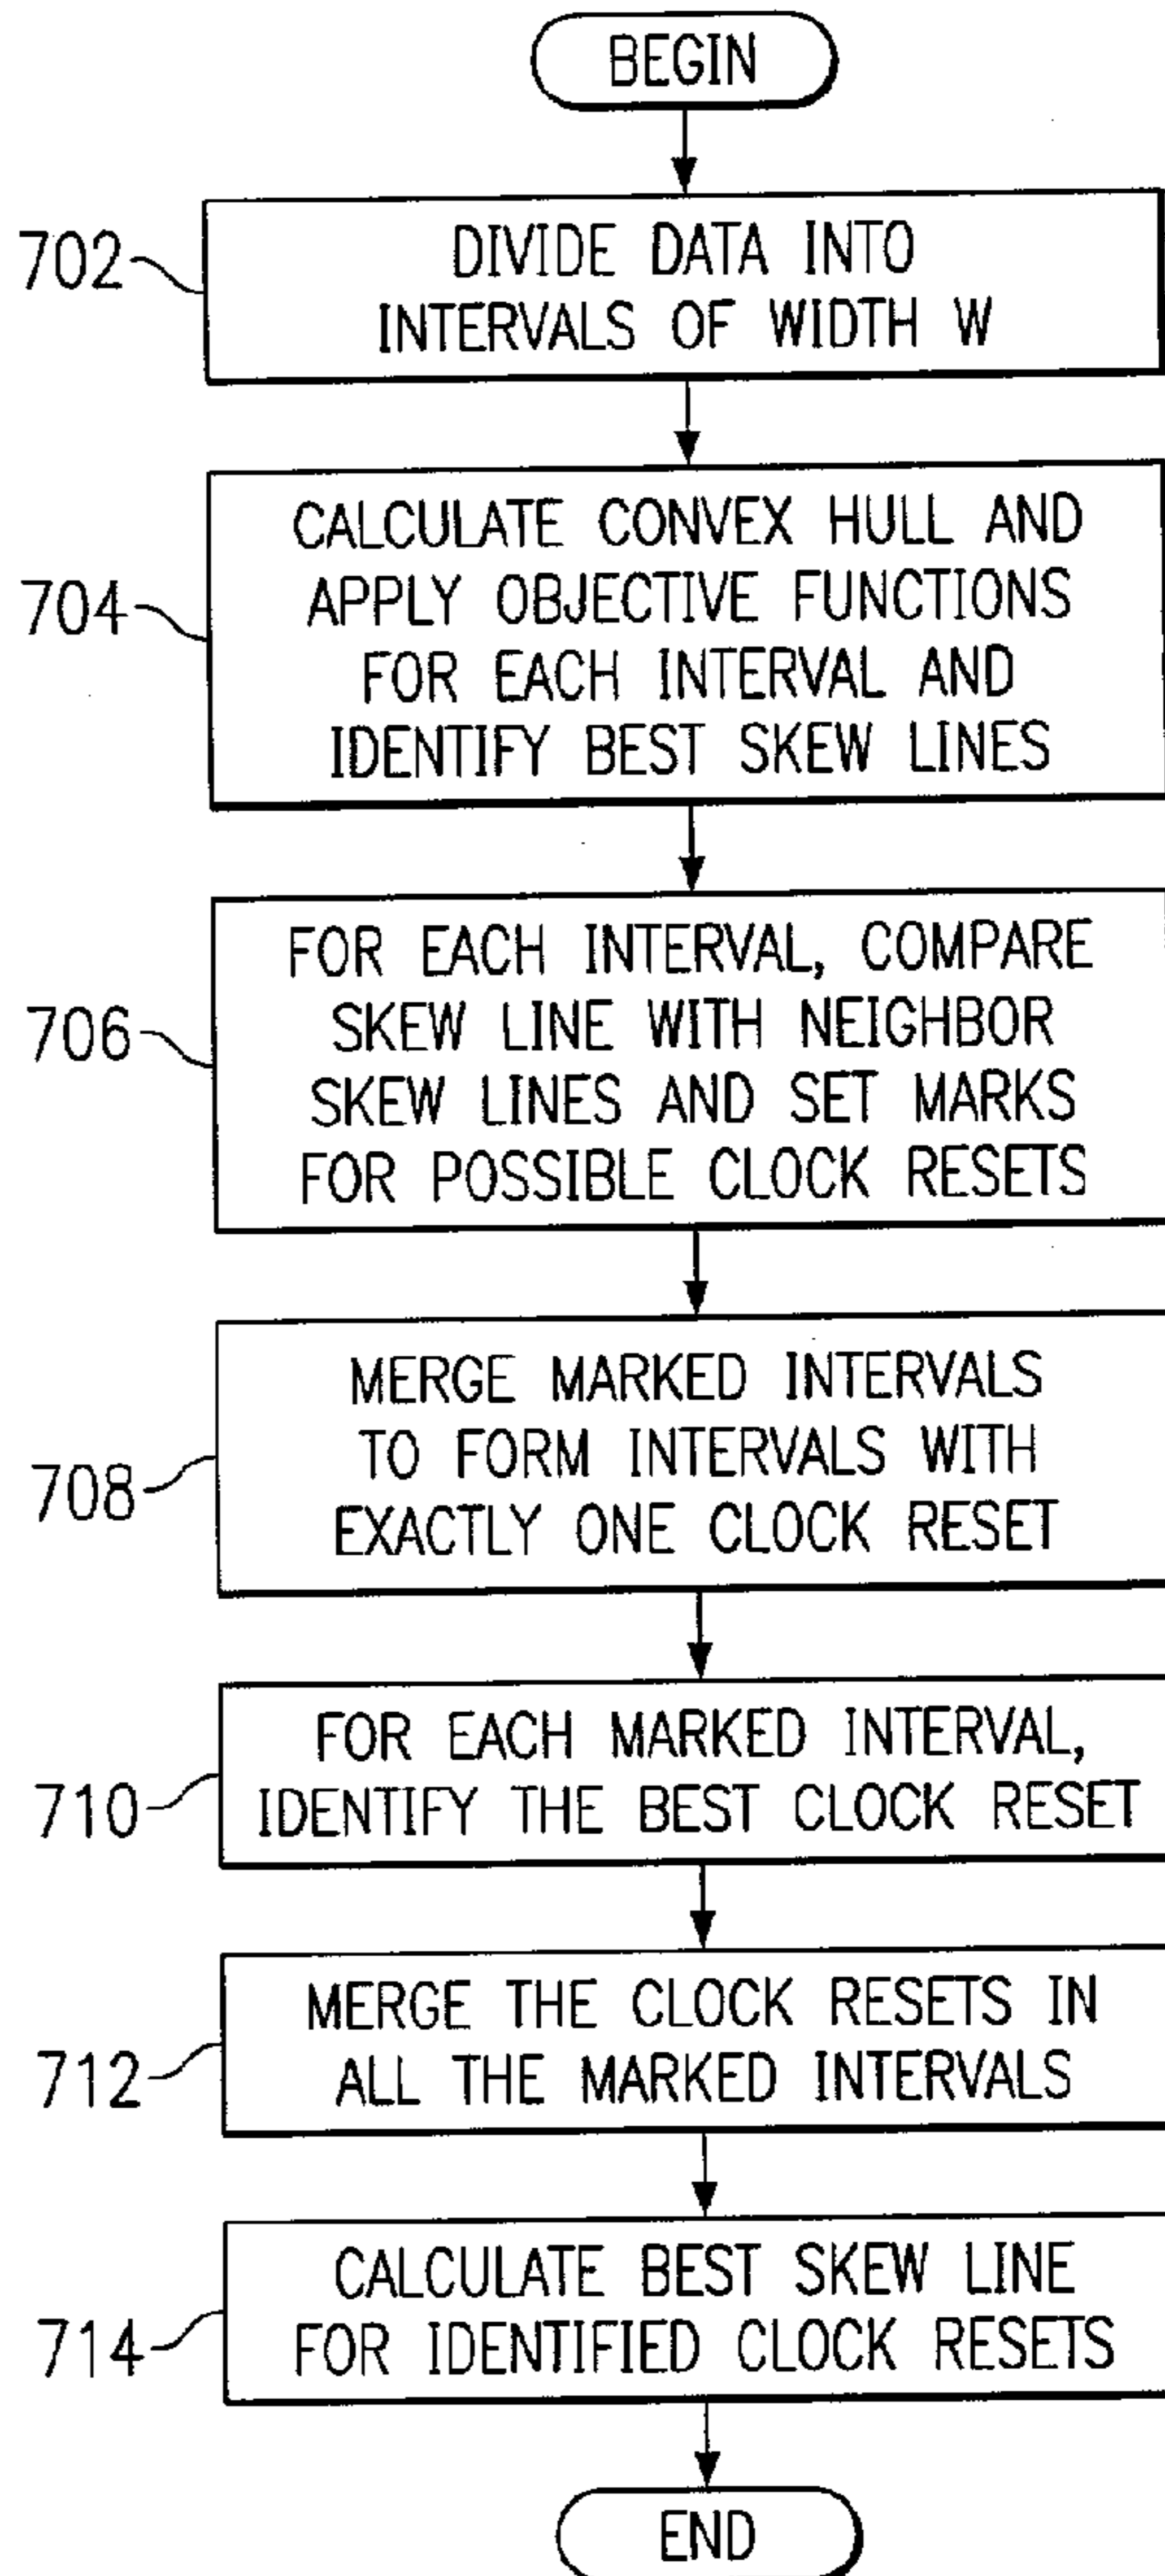 BEGIN
702
DIVIDE DATA INTO
INTERVALS OF WIDTH W
704
CALCULATE CONVEX HULL AND
APPLY OBJECTIVE FUNCTIONS
FOR EACH INTERVAL AND
IDENTIFY BEST SKEW LINES
706
FOR EACH INTERVAL, COMPARE
SKEW LINE WITH NEIGHBOR
SKEW LINES AND SET MARKS
FOR POSSIBLE CLOCK RESETS
708
MERGE MARKED INTERVALS
TO FORM INTERVALS WITH
EXACTLY ONE CLOCK RESET
710
FOR EACH MARKED INTERVAL,
IDENTIFY THE BEST CLOCK RESET
712
MERGE THE CLOCK RESETS IN
ALL THE MARKED INTERVALS
714
CALCULATE BEST SKEW LINE
FOR IDENTIFIED CLOCK RESETS
END